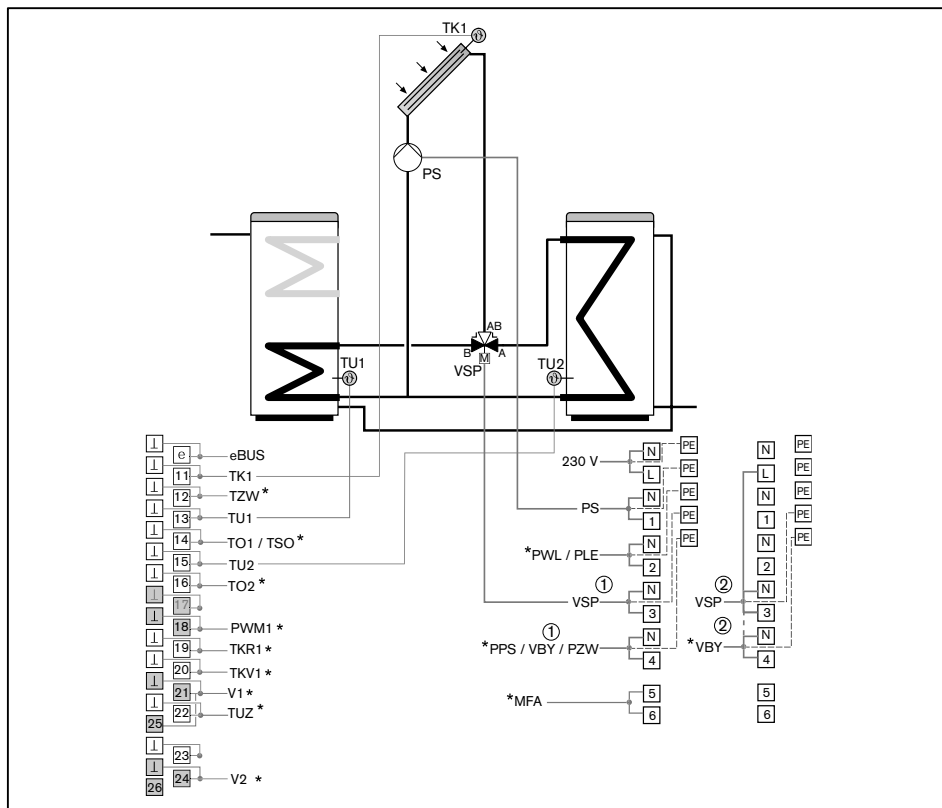 TK1
PS
AB
B
A
M
VSP
TU1
TU2
⊥
e
eBUS
⊥
11
TK1
⊥
12
TZW*
⊥
13
TU1
⊥
14
TO1 / TSO*
⊥
15
TU2
⊥
16
TO2*
⊥
17
⊥
18
PWM1*
⊥
19
TKR1*
⊥
20
TKV1*
⊥
21
V1*
⊥
22
TUZ*
25
⊥
23
⊥
24
V2 *
26
230 V
N
L
PE
PS
N
1
PE
*PWL / PLE
N
2
PE
①
VSP
N
3
PE
①
*PPS / VBY / PZW
N
4
PE
*MFA
5
6
N
L
PE
N
1
PE
N
2
PE
②
VSP
N
3
PE
②
*VBY
N
4
PE
5
6